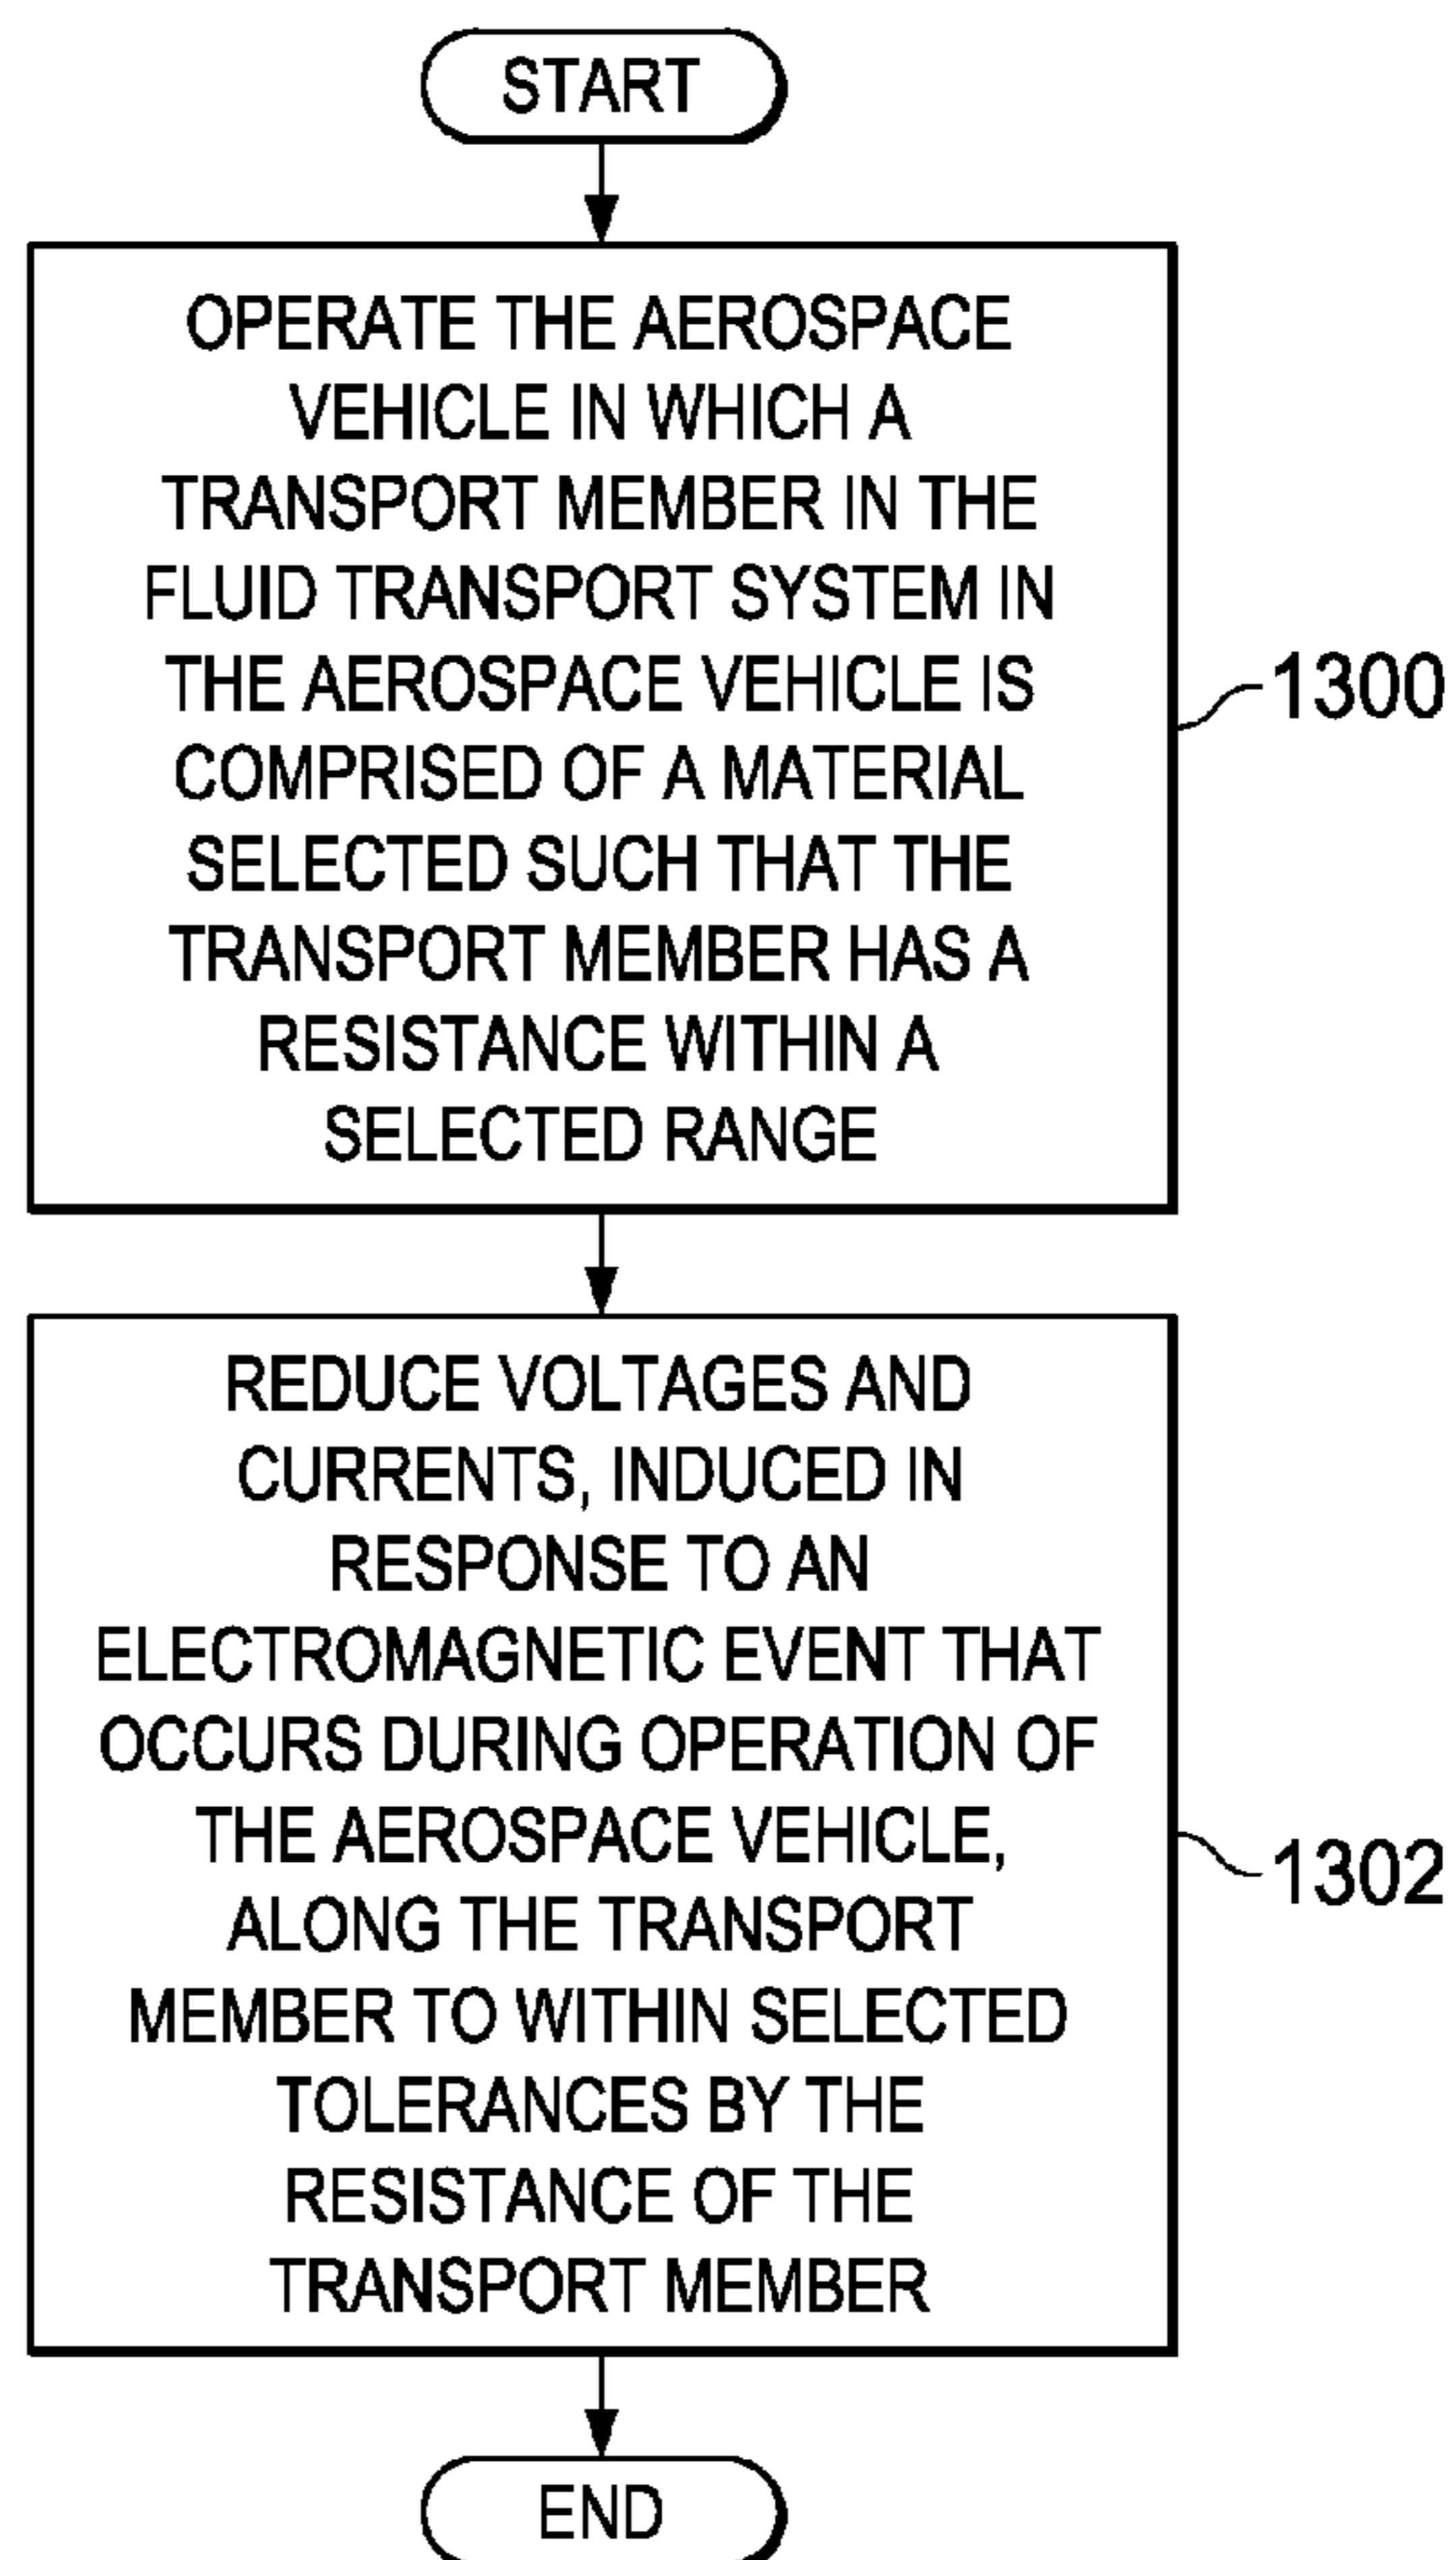 START
OPERATE THE AEROSPACE
VEHICLE IN WHICH A
TRANSPORT MEMBER IN THE
FLUID TRANSPORT SYSTEM IN
THE AEROSPACE VEHICLE IS
COMPRISED OF A MATERIAL
SELECTED SUCH THAT THE
TRANSPORT MEMBER HAS A
RESISTANCE WITHIN A
SELECTED RANGE
1300
REDUCE VOLTAGES AND
CURRENTS, INDUCED IN
RESPONSE TO AN
ELECTROMAGNETIC EVENT THAT
OCCURS DURING OPERATION OF
THE AEROSPACE VEHICLE,
ALONG THE TRANSPORT
MEMBER TO WITHIN SELECTED
TOLERANCES BY THE
RESISTANCE OF THE
TRANSPORT MEMBER
1302
END